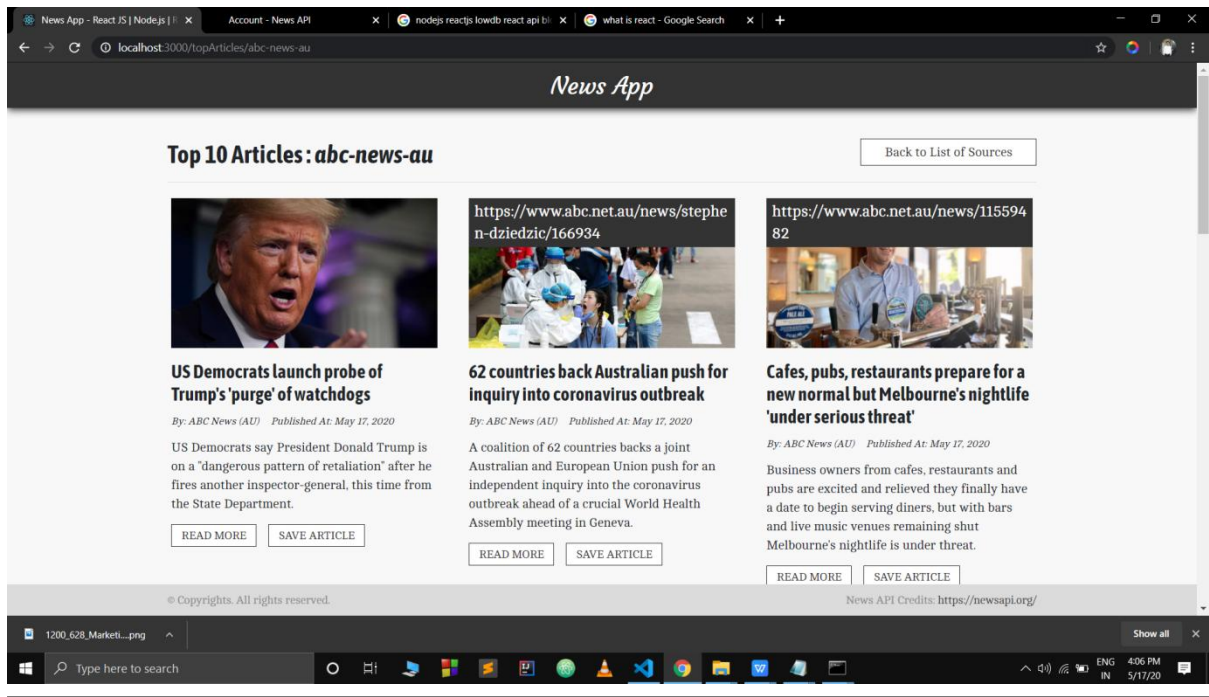 News App - React JS | Node.js | R
Account - News API
nodejs reactjs lowdb react api bl
what is react - Google Search
localhost:3000/topArticles/abc-news-au
News App
Top 10 Articles : abc-news-au
Back to List of Sources
https://www.abc.net.au/news/stephe
n-dziedzic/166934
https://www.abc.net.au/news/115594
82
PALE ALE
US Democrats launch probe of
Trump's 'purge' of watchdogs
By: ABC News (AU) Published At: May 17, 2020
US Democrats say President Donald Trump is
on a "dangerous pattern of retaliation" after he
fires another inspector-general, this time from
the State Department.
READ MORE SAVE ARTICLE
62 countries back Australian push for
inquiry into coronavirus outbreak
By: ABC News (AU) Published At: May 17, 2020
A coalition of 62 countries backs a joint
Australian and European Union push for an
independent inquiry into the coronavirus
outbreak ahead of a crucial World Health
Assembly meeting in Geneva.
READ MORE SAVE ARTICLE
Cafes, pubs, restaurants prepare for a
new normal but Melbourne's nightlife
'under serious threat'
By: ABC News (AU) Published At: May 17, 2020
Business owners from cafes, restaurants and
pubs are excited and relieved they finally have
a date to begin serving diners, but with bars
and live music venues remaining shut
Melbourne's nightlife is under threat.
READ MORE SAVE ARTICLE
© Copyrights. All rights reserved.
News API Credits: https://newsapi.org/
1200_628_Marketi....png
Show all
Type here to search
ENG
IN
4:06 PM
5/17/20